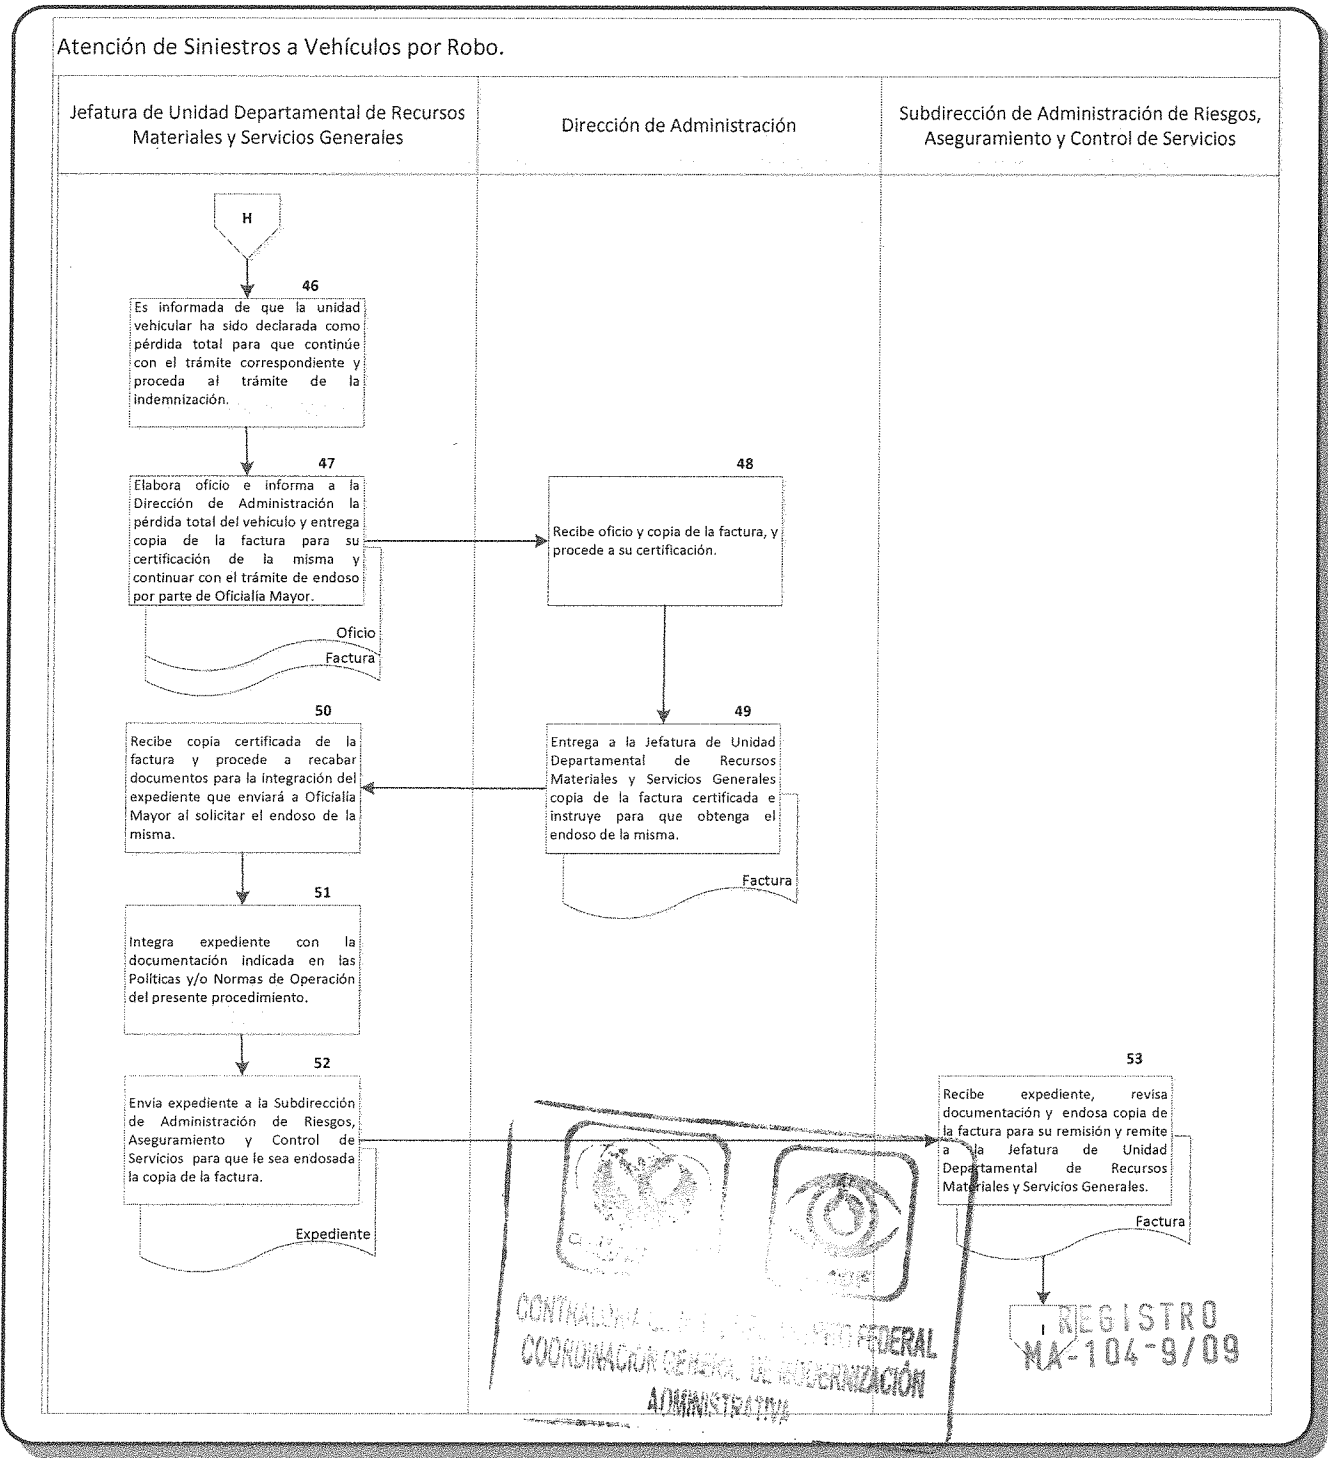 Atención de Siniestros a Vehículos por Robo.
Jefatura de Unidad Departamental de Recursos
Materiales y Servicios Generales
Dirección de Administración
Subdirección de Administración de Riesgos,
Aseguramiento y Control de Servicios
H
46
Es informada de que la unidad
vehicular ha sido declarada como
pérdida total para que continúe
con el trámite correspondiente y
proceda al trámite de la
indemnización.
47
Elabora oficio e informa a la
Dirección de Administración la
pérdida total del vehículo y entrega
copia de la factura para su
certificación de la misma y
continuar con el trámite de endoso
por parte de Oficialía Mayor.
Oficio
Factura
48
Recibe oficio y copia de la factura, y
procede a su certificación.
49
Entrega a la Jefatura de Unidad
Departamental de Recursos
Materiales y Servicios Generales
copia de la factura certificada e
instruye para que obtenga el
endoso de la misma.
Factura
50
Recibe copia certificada de la
factura y procede a recabar
documentos para la integración del
expediente que enviará a Oficialía
Mayor al solicitar el endoso de la
misma.
51
Integra expediente con la
documentación indicada en las
Políticas y/o Normas de Operación
del presente procedimiento.
52
Envia expediente a la Subdirección
de Administración de Riesgos,
Aseguramiento y Control de
Servicios para que le sea endosada
la copia de la factura.
Expediente
53
Recibe expediente, revisa
documentación y endosa copia de
la factura para su remisión y remite
a la Jefatura de Unidad
Departamental de Recursos
Materiales y Servicios Generales.
Factura
I
REGISTRO
MA-104-9/09
CONTRALORÍA FEDERAL
COORDINACIÓN GENERAL DE MODERNIZACIÓN
ADMINISTRATIVA